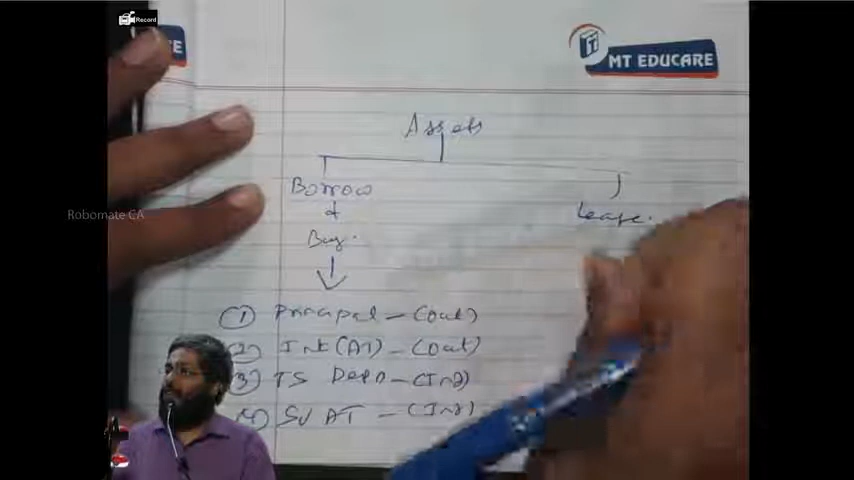 Record
MT EDUCARE
Assets
Borrow
&
Buy.
Lease.
Robomate CA
① Principal - (Out)
② Int (AT) - (Out)
③ TS Depn - (In)
④ SV AT - (In)